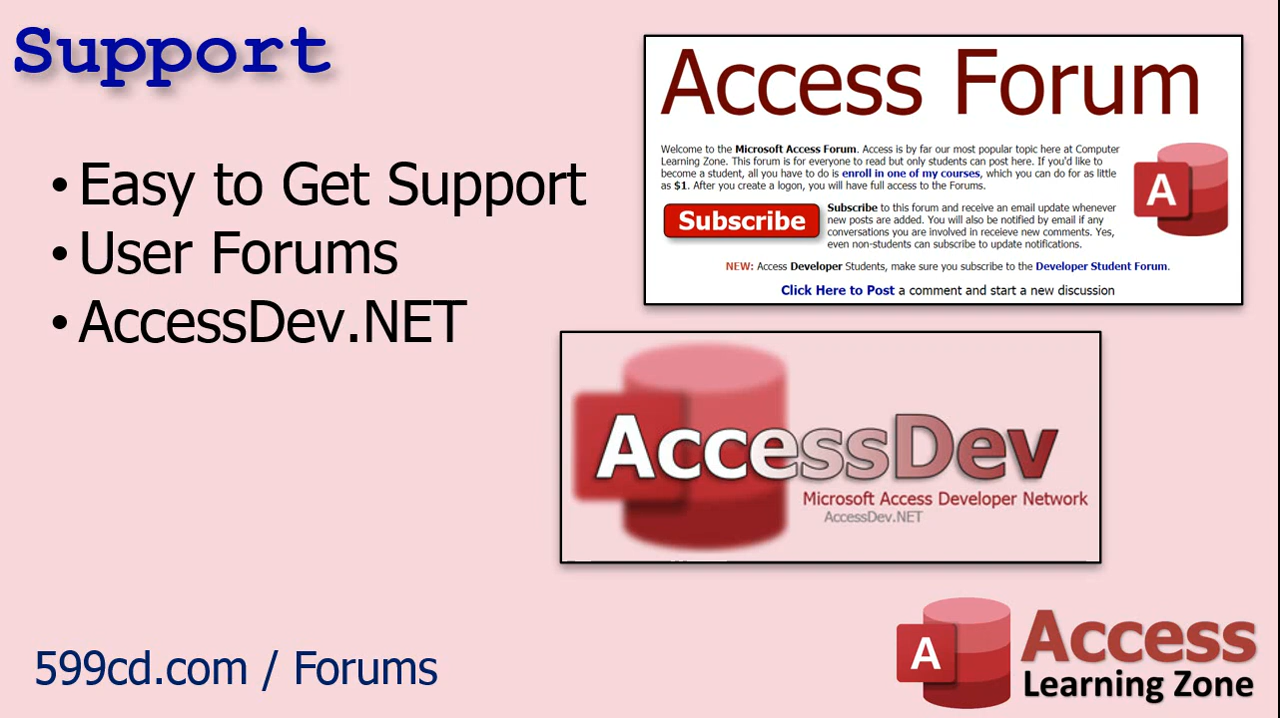 Support
• Easy to Get Support
• User Forums
• AccessDev.NET
Access Forum
Welcome to the Microsoft Access Forum. Access is by far our most popular topic here at Computer
Learning Zone. This forum is for everyone to read but only students can post here. If you'd like to
become a student, all you have to do is enroll in one of my courses, which you can do for as little
as $1. After you create a logon, you will have full access to the Forums.
A
Subscribe
Subscribe to this forum and receive an email update whenever
new posts are added. You will also be notified by email if any
conversations you are involved in receieve new comments. Yes,
even non-students can subscribe to update notifications.
NEW: Access Developer Students, make sure you subscribe to the Developer Student Forum.
Click Here to Post a comment and start a new discussion
AccessDev
Microsoft Access Developer Network
AccessDev.NET
599cd.com / Forums
A
Access
Learning Zone